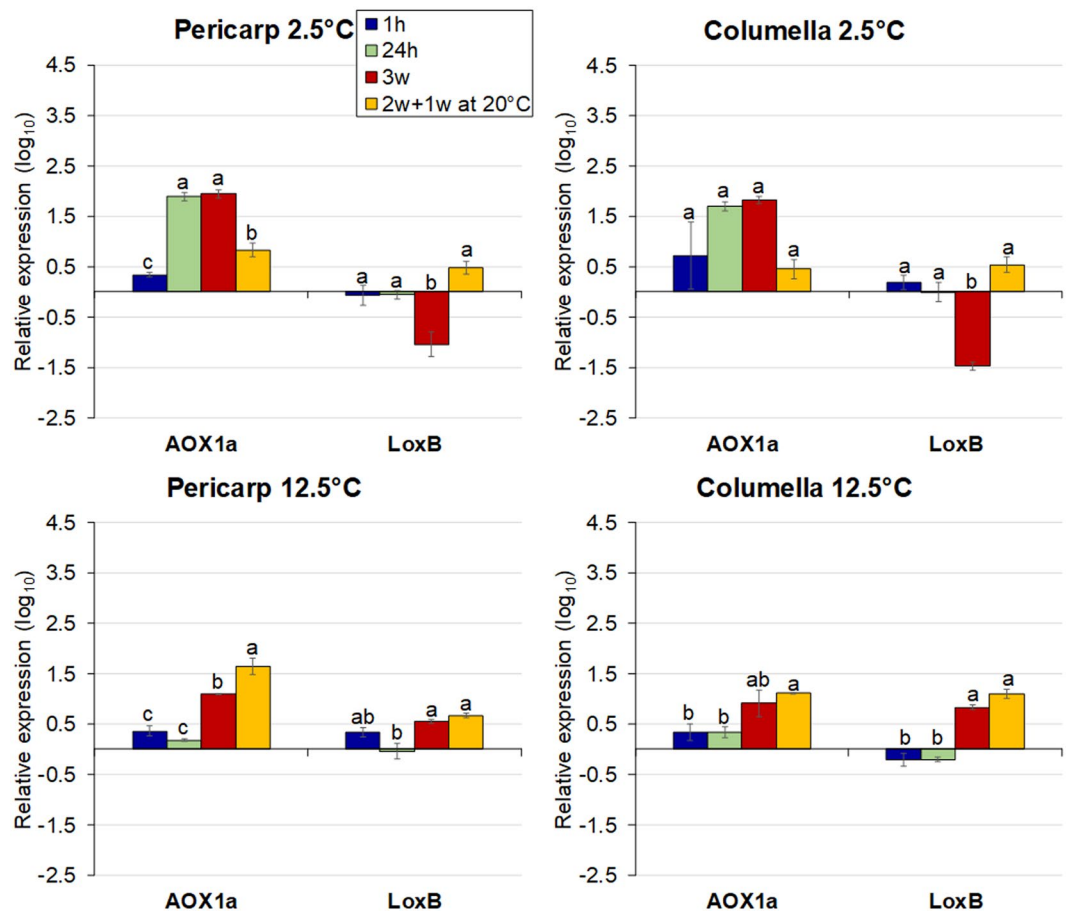 Pericarp 2.5°C
1h
24h
3w
2w+1w at 20°C
Relative expression (log10)
4.5
3.5
2.5
1.5
0.5
-0.5
-1.5
-2.5
c
a
a
b
a
a
b
a
AOX1a
LoxB
Columella 2.5°C
Relative expression (log10)
4.5
3.5
2.5
1.5
0.5
-0.5
-1.5
-2.5
a
a
a
a
a
a
b
a
AOX1a
LoxB
Pericarp 12.5°C
Relative expression (log10)
4.5
3.5
2.5
1.5
0.5
-0.5
-1.5
-2.5
c
c
b
a
ab
b
a
a
AOX1a
LoxB
Columella 12.5°C
Relative expression (log10)
4.5
3.5
2.5
1.5
0.5
-0.5
-1.5
-2.5
b
b
ab
a
b
b
a
a
AOX1a
LoxB